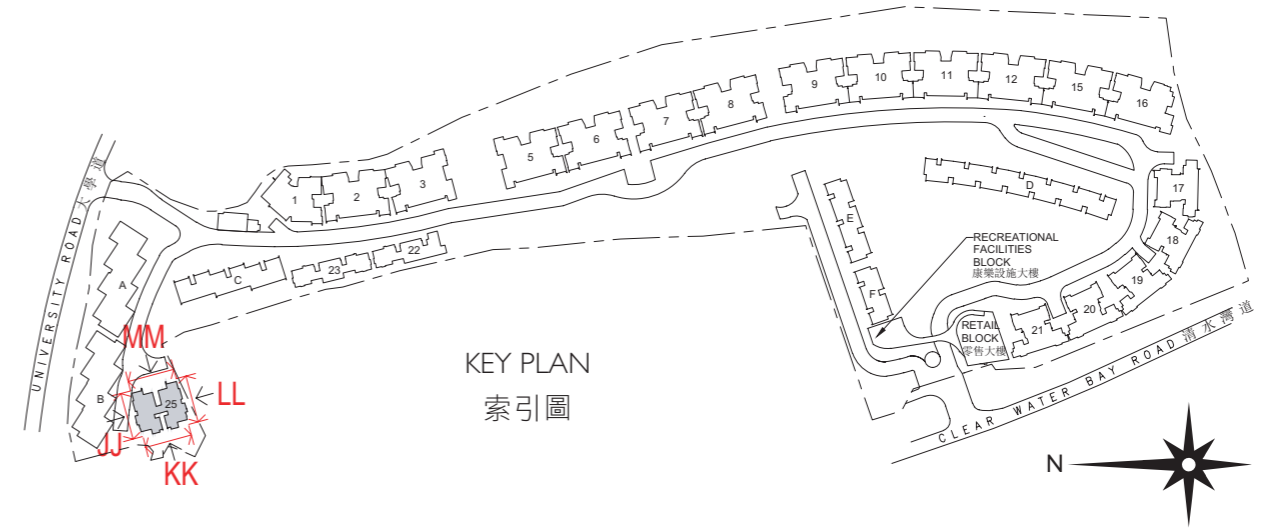 9
10
11
12
15
16
8
7
6
5
3
2
1
UNIVERSITY ROAD 大學道
D
17
E
18
RECREATIONAL
FACILITIES
BLOCK
康樂設施大樓
22
23
C
A
19
F
20
21
RETAIL
BLOCK
零售大樓
MM
KEY PLAN
索引圖
LL
B
25
JJ
KK
CLEAR WATER BAY ROAD 清水灣道
N